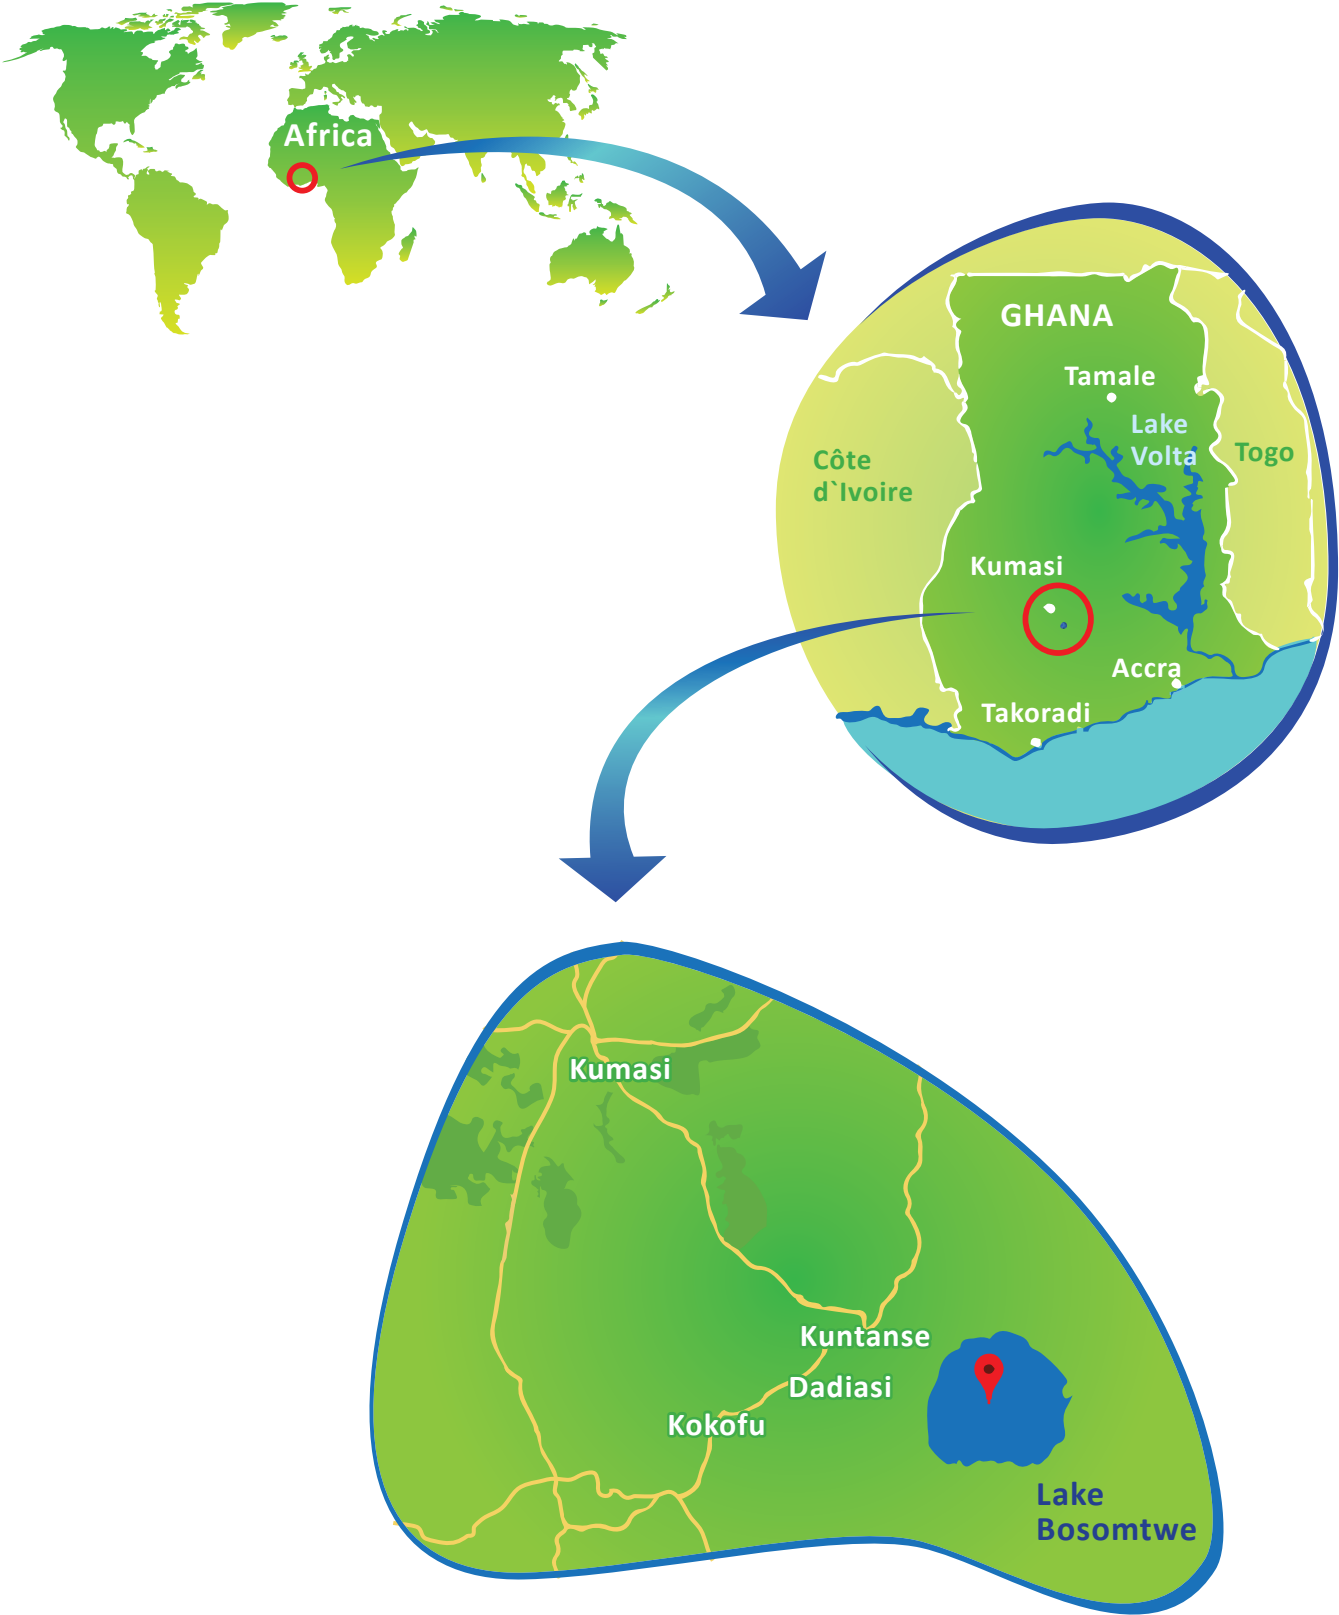 Africa
GHANA
Tamale
Lake
Volta
Togo
Côte
d`Ivoire
Kumasi
Accra
Takoradi
Kumasi
Kuntanse
Dadiasi
Kokofu
Lake
Bosomtwe